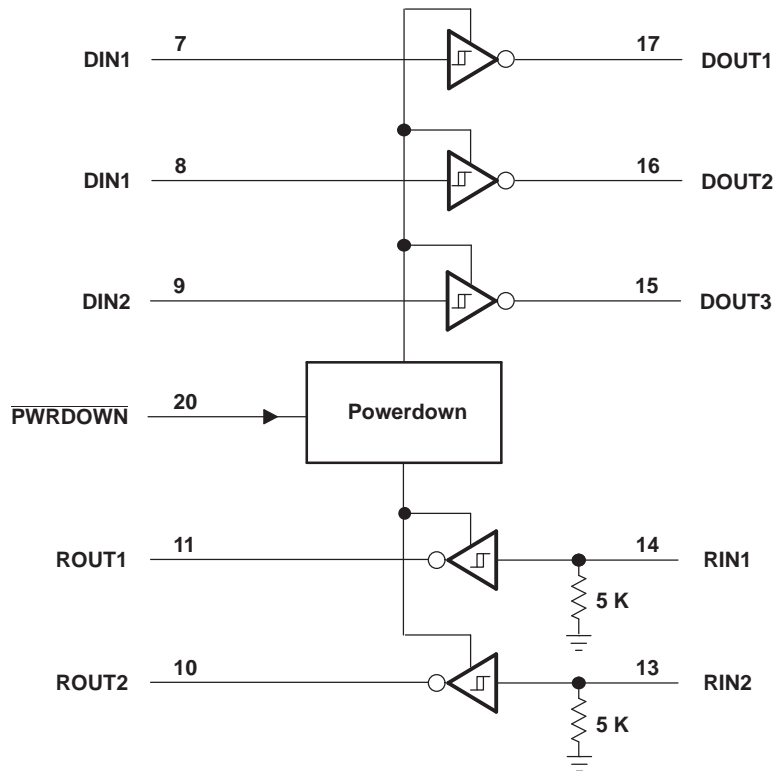 DIN1 7 17 DOUT1
DIN1 8 16 DOUT2
DIN2 9 15 DOUT3
PWRDOWN 20 Powerdown
ROUT1 11 14 RIN1
5 K
ROUT2 10 13 RIN2
5 K